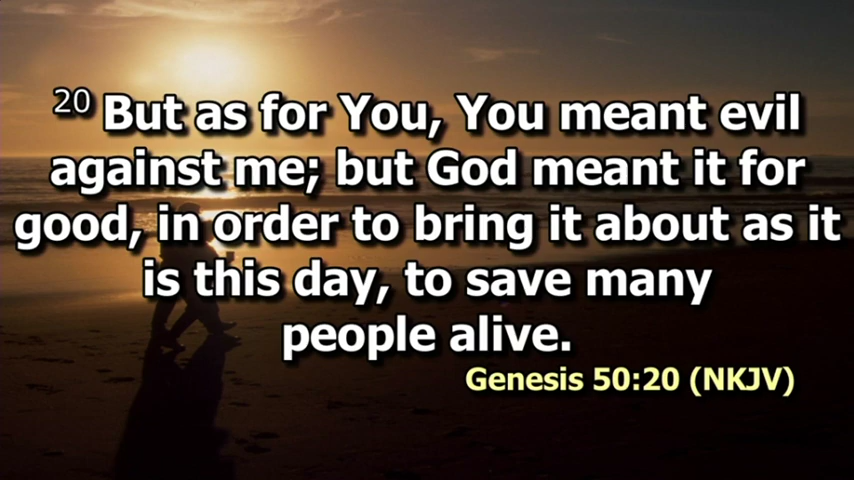 20 But as for You, You meant evil
against me; but God meant it for
good, in order to bring it about as it
is this day, to save many
people alive.
Genesis 50:20 (NKJV)